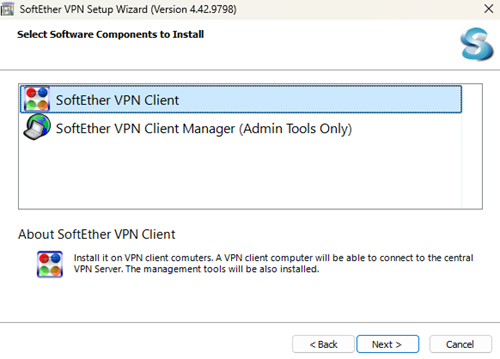 SoftEther VPN Setup Wizard (Version 4.42.9798)
Select Software Components to Install
SoftEther VPN Client
SoftEther VPN Client Manager (Admin Tools Only)
About SoftEther VPN Client
Install it on VPN client comuters. A VPN client computer will be able to connect to the central
VPN Server. The management tools will be also installed.
< Back
Next >
Cancel